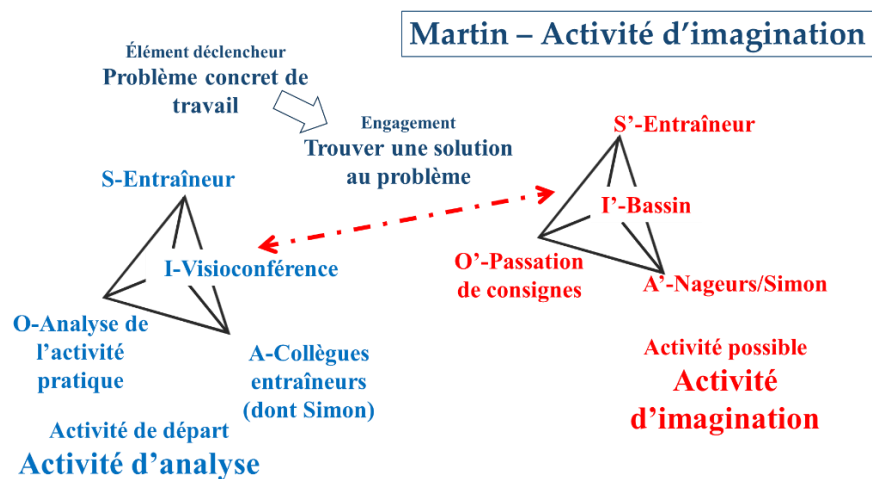 Martin – Activité d’imagination
Élément déclencheur
Problème concret de
travail
Engagement
Trouver une solution
au problème
S-Entraîneur
I-Visioconférence
O-Analyse de
l’activité
pratique
A-Collègues
entraîneurs
(dont Simon)
Activité de départ
Activité d’analyse
S’-Entraîneur
I’-Bassin
O’-Passation
de consignes
A’-Nageurs/Simon
Activité possible
Activité
d’imagination